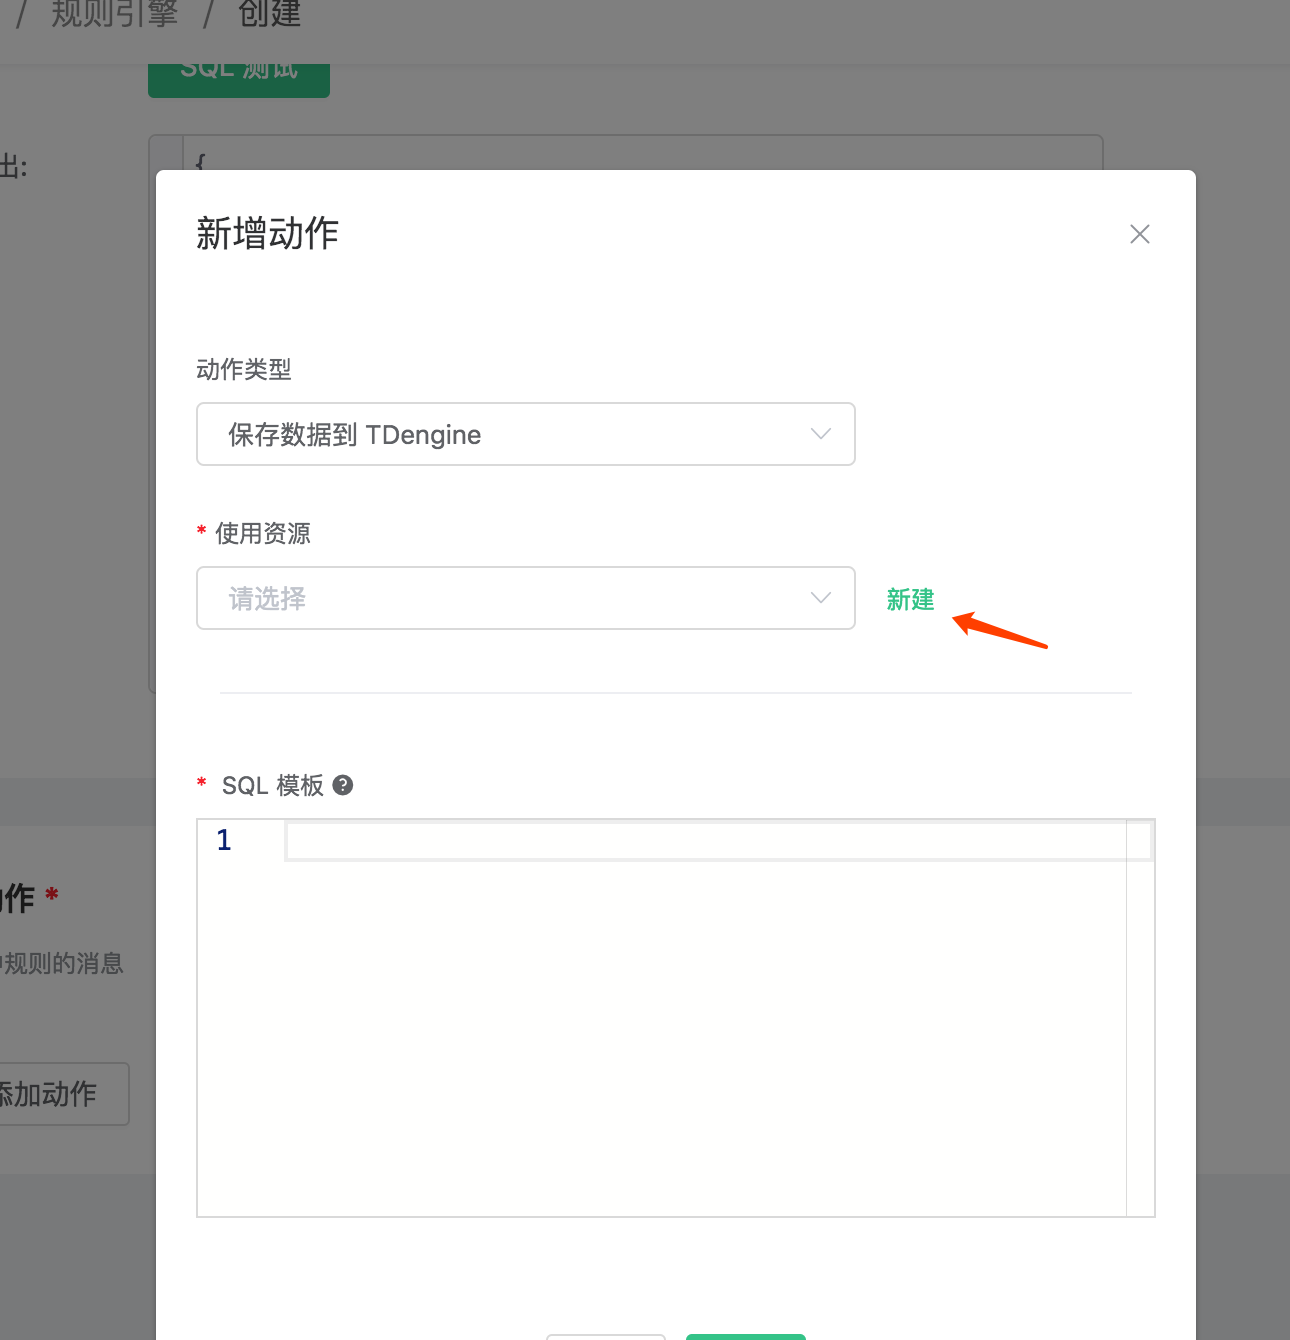 / 规则引擎 / 创建
SQL 测试
出:
{
新增动作
动作类型
保存数据到 TDengine
* 使用资源
请选择
新建
* SQL 模板 ?
1
作 *
规则的消息
添加动作